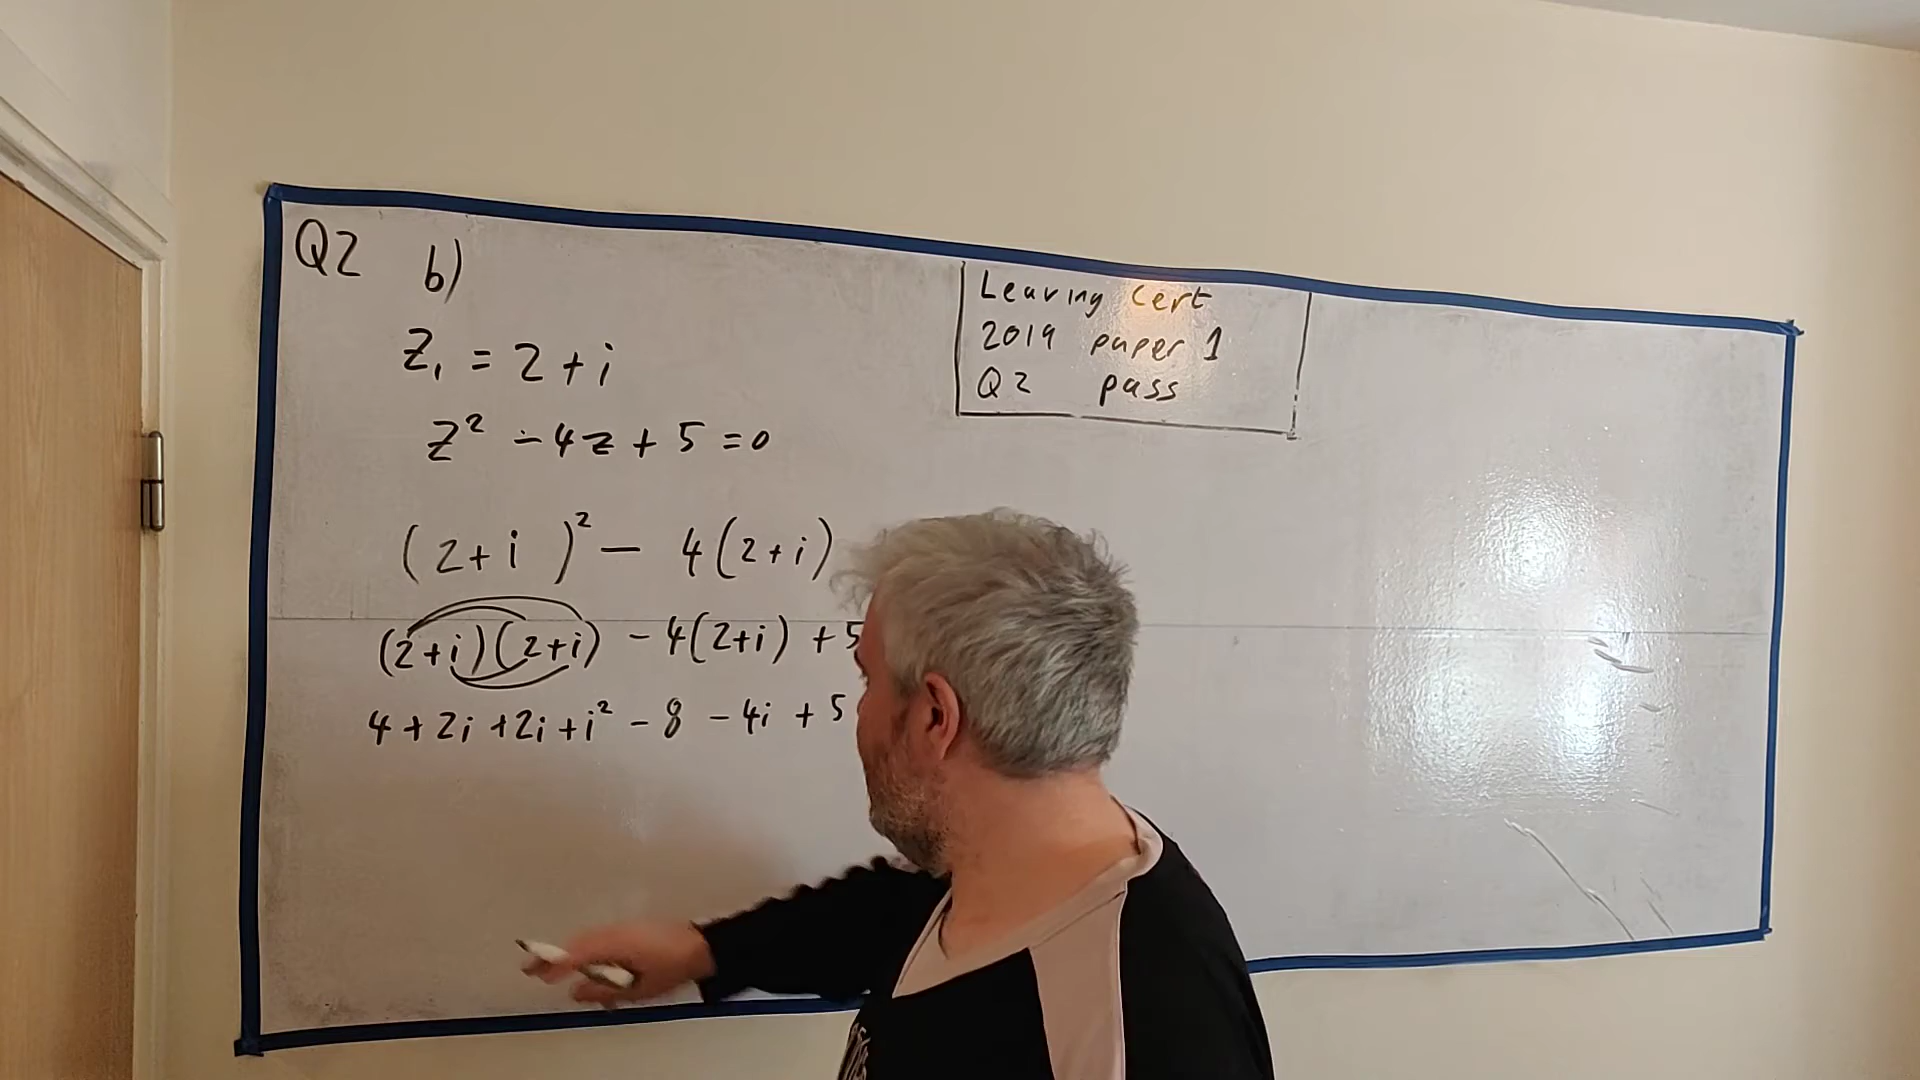 Q2 b)
Leaving cert
2019 paper 1
Q2 pass
Z₁ = 2 + i
Z² - 4z + 5 = 0
(2 + i)² - 4(2 + i)
(2+i)(2+i) - 4(2+i) + 5
4 + 2i + 2i + i² - 8 - 4i + 5